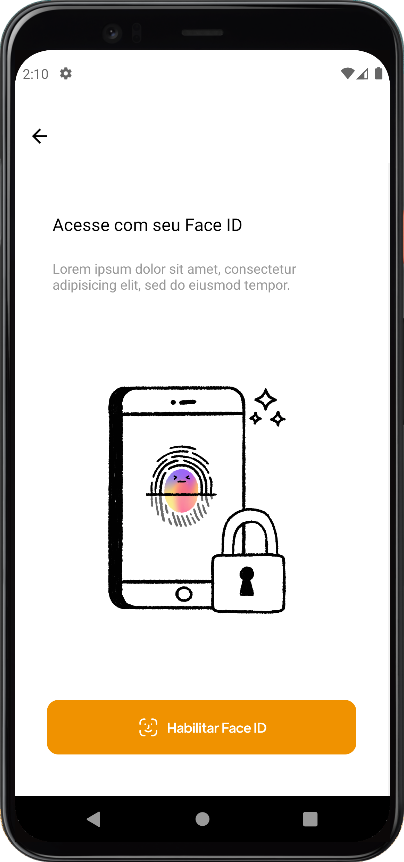 2:10
Acesse com seu Face ID
Lorem ipsum dolor sit amet, consectetur
adipisicing elit, sed do eiusmod tempor.
Habilitar Face ID